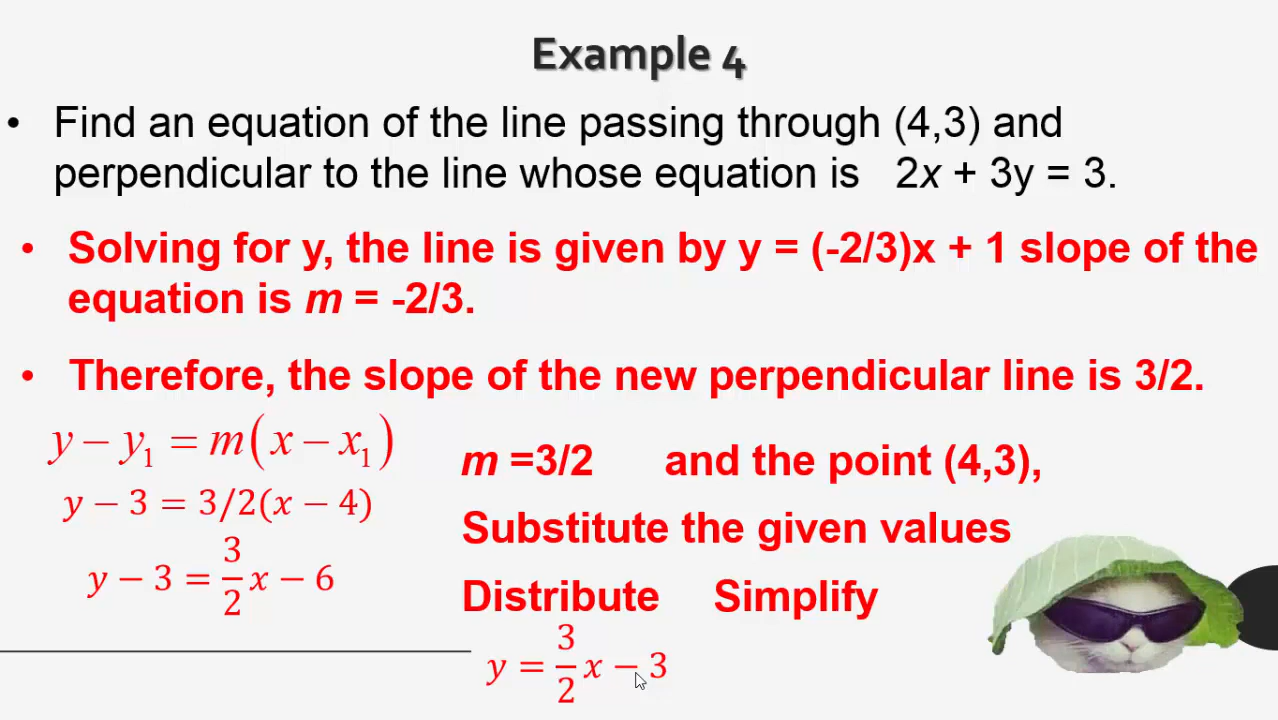 Example 4
• Find an equation of the line passing through (4,3) and
perpendicular to the line whose equation is 2x + 3y = 3.
• Solving for y, the line is given by y = (-2/3)x + 1 slope of the
equation is m = -2/3.
• Therefore, the slope of the new perpendicular line is 3/2.
y − y₁ = m(x − x₁)
m =3/2 and the point (4,3),
y − 3 = 3/2(x − 4)
Substitute the given values
y − 3 = 3/2 x − 6
Distribute Simplify
y = 3/2 x − 3